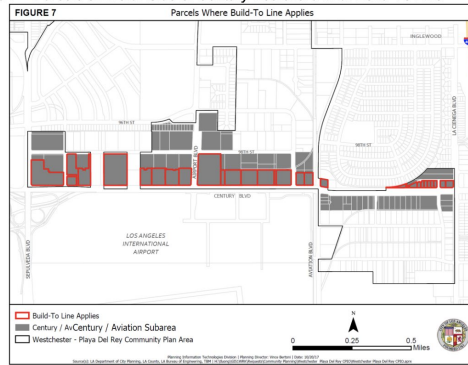 FIGURE 7
Parcels Where Build-To Line Applies
INGLEWOOD
LA CIENEGA BLVD
98TH ST
AIRPORT BLVD
98TH ST
98TH ST
CENTURY BLVD
LOS ANGELES
INTERNATIONAL
AIRPORT
SEPULVEDA BLVD
AVIATION BLVD
Build-To Line Applies
Century / AvCentury / Aviation Subarea
Westchester - Playa Del Rey Community Plan Area
N
0 0.25 0.5
Miles